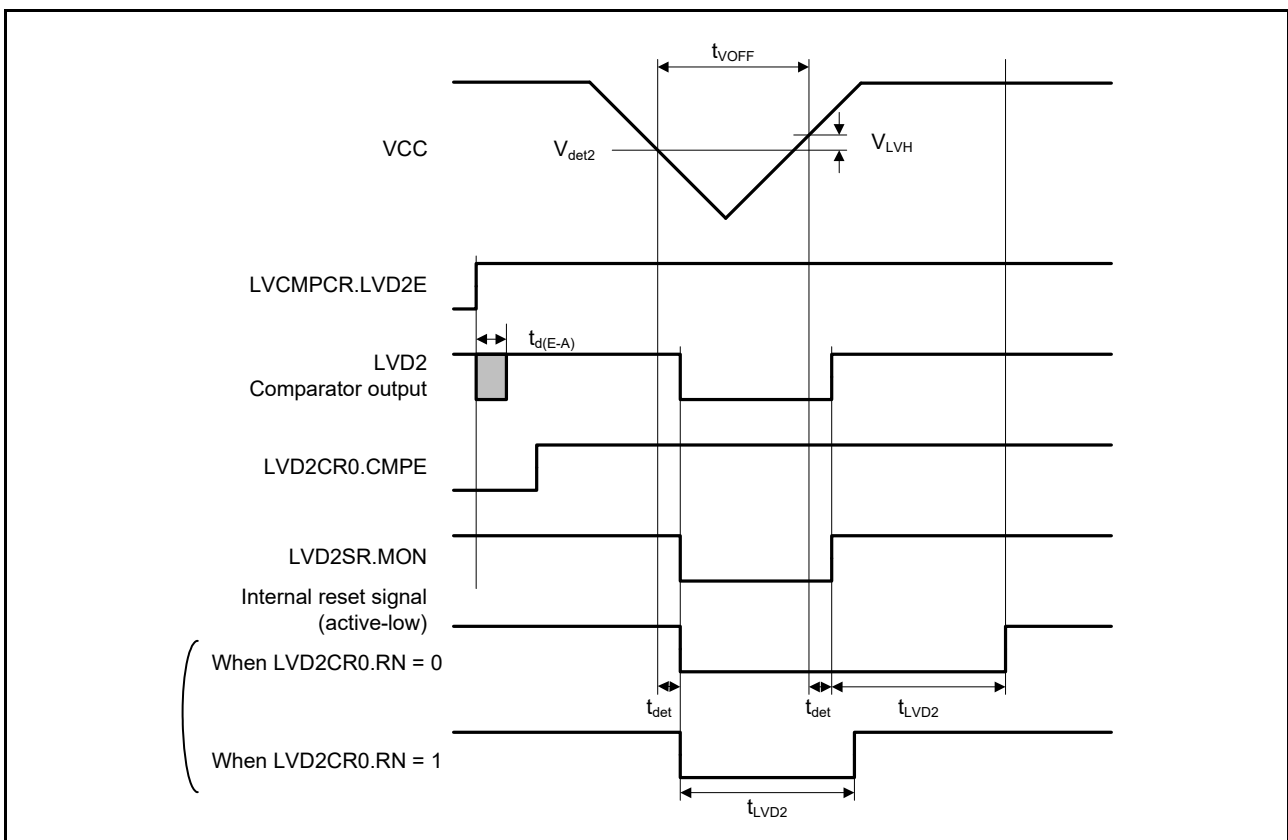 tVOFF
VCC
Vdet2
VLVH
LVCMPCR.LVD2E
td(E-A)
LVD2
Comparator output
LVD2CR0.CMPE
LVD2SR.MON
Internal reset signal
(active-low)
When LVD2CR0.RN = 0
tdet
tdet
tLVD2
When LVD2CR0.RN = 1
tLVD2